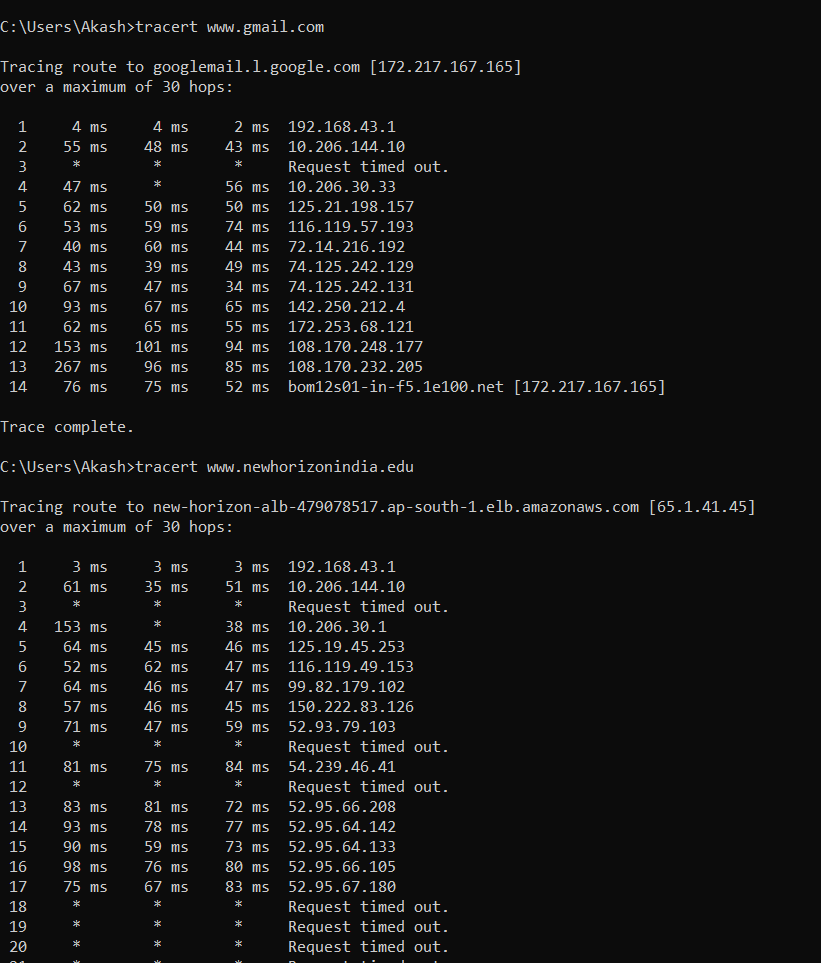 C:\Users\Akash>tracert www.gmail.com
Tracing route to googlemail.l.google.com [172.217.167.165]
over a maximum of 30 hops:
1 4 ms 4 ms 2 ms 192.168.43.1
2 55 ms 48 ms 43 ms 10.206.144.10
3 * * * Request timed out.
4 47 ms * 56 ms 10.206.30.33
5 62 ms 50 ms 50 ms 125.21.198.157
6 53 ms 59 ms 74 ms 116.119.57.193
7 40 ms 60 ms 44 ms 72.14.216.192
8 43 ms 39 ms 49 ms 74.125.242.129
9 67 ms 47 ms 34 ms 74.125.242.131
10 93 ms 67 ms 65 ms 142.250.212.4
11 62 ms 65 ms 55 ms 172.253.68.121
12 153 ms 101 ms 94 ms 108.170.248.177
13 267 ms 96 ms 85 ms 108.170.232.205
14 76 ms 75 ms 52 ms bom12s01-in-f5.1e100.net [172.217.167.165]
Trace complete.
C:\Users\Akash>tracert www.newhorizonindia.edu
Tracing route to new-horizon-alb-479078517.ap-south-1.elb.amazonaws.com [65.1.41.45]
over a maximum of 30 hops:
1 3 ms 3 ms 3 ms 192.168.43.1
2 61 ms 35 ms 51 ms 10.206.144.10
3 * * * Request timed out.
4 153 ms * 38 ms 10.206.30.1
5 64 ms 45 ms 46 ms 125.19.45.253
6 52 ms 62 ms 47 ms 116.119.49.153
7 64 ms 46 ms 47 ms 99.82.179.102
8 57 ms 46 ms 45 ms 150.222.83.126
9 71 ms 47 ms 59 ms 52.93.79.103
10 * * * Request timed out.
11 81 ms 75 ms 84 ms 54.239.46.41
12 * * * Request timed out.
13 83 ms 81 ms 72 ms 52.95.66.208
14 93 ms 78 ms 77 ms 52.95.64.142
15 90 ms 59 ms 73 ms 52.95.64.133
16 98 ms 76 ms 80 ms 52.95.66.105
17 75 ms 67 ms 83 ms 52.95.67.180
18 * * * Request timed out.
19 * * * Request timed out.
20 * * * Request timed out.